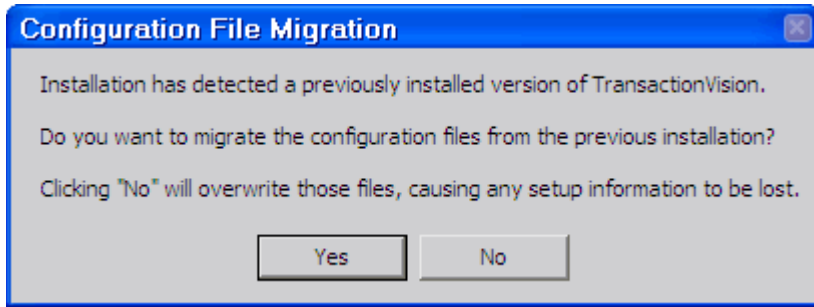 Configuration File Migration
Installation has detected a previously installed version of TransactionVision.
Do you want to migrate the configuration files from the previous installation?
Clicking "No" will overwrite those files, causing any setup information to be lost.
Yes No